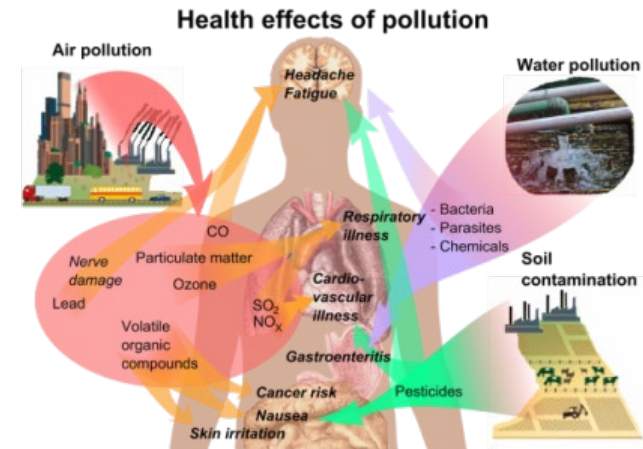 Health effects of pollution
Air pollution
Water pollution
Headache
Fatigue
- Bacteria
- Parasites
- Chemicals
Respiratory
illness
CO
Nerve
damage
Particulate matter
Ozone
Lead
SO₂
NOₓ
Volatile
organic
compounds
Cardio-
vascular
illness
Soil
contamination
Gastroenteritis
Pesticides
Cancer risk
Nausea
Skin irritation